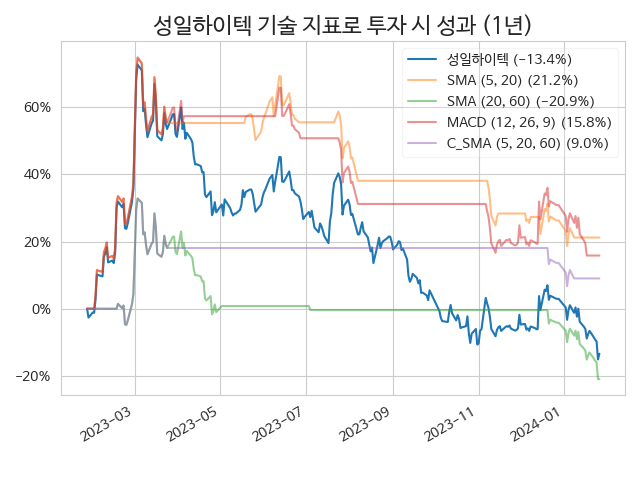 성일하이텍 기술 지표로 투자 시 성과 (1년)
성일하이텍 (−13.4%)
SMA (5, 20) (21.2%)
SMA (20, 60) (−20.9%)
MACD (12, 26, 9) (15.8%)
C_SMA (5, 20, 60) (9.0%)
60%
40%
20%
0%
−20%
2023−03
2023−05
2023−07
2023−09
2023−11
2024−01